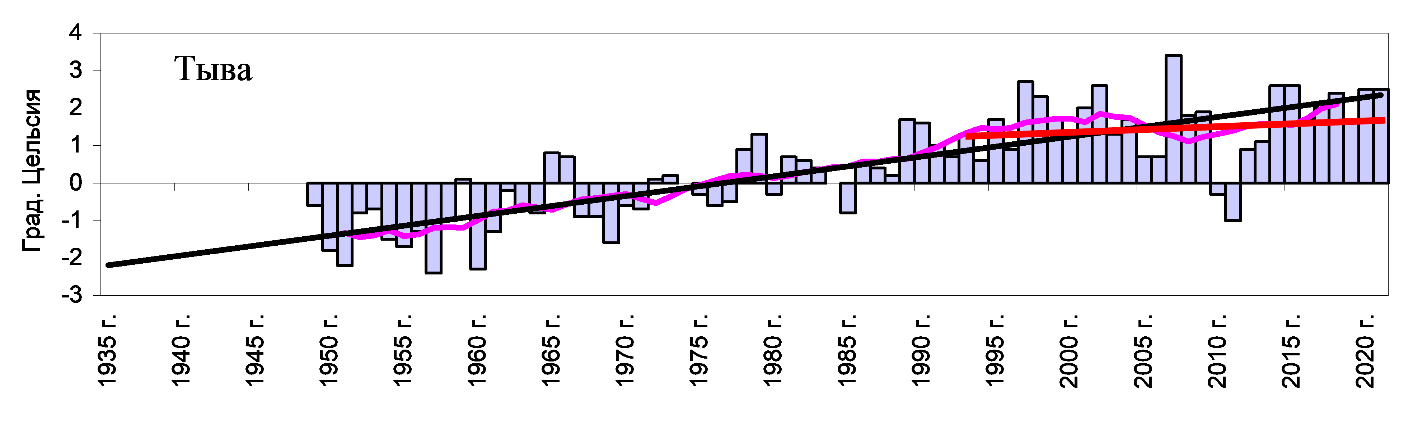 Тыва
Град. Цельсия
4
3
2
1
0
-1
-2
-3
1935 г.
1940 г.
1945 г.
1950 г.
1955 г.
1960 г.
1965 г.
1970 г.
1975 г.
1980 г.
1985 г.
1990 г.
1995 г.
2000 г.
2005 г.
2010 г.
2015 г.
2020 г.